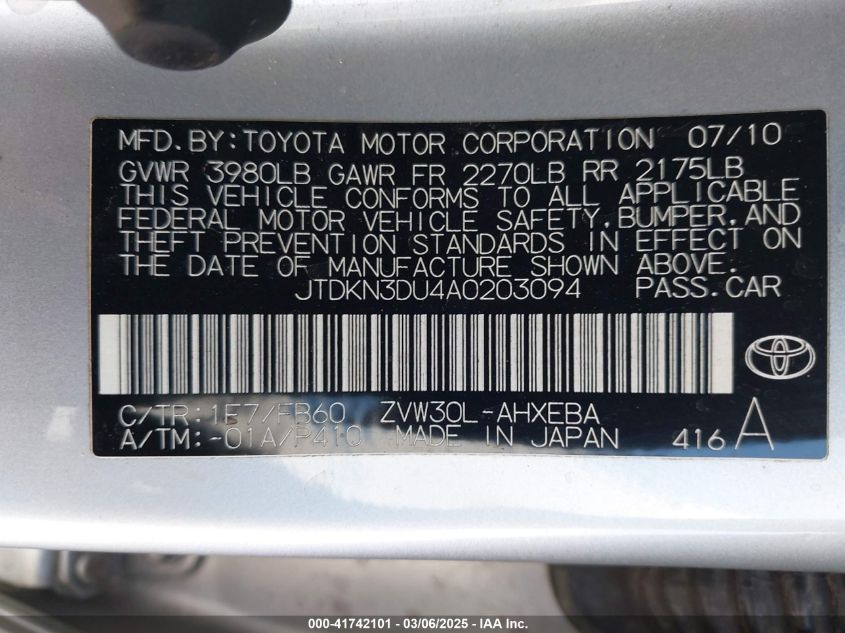 MFD.BY:TOYOTA MOTOR CORPORATION 07/10
GVWR 3980LB GAWR FR 2270LB RR 2175LB
THIS VEHICLE CONFORMS TO ALL APPLICABLE
FEDERAL MOTOR VEHICLE SAFETY,BUMPER,AND
THEFT PREVENTION STANDARDS IN EFFECT ON
THE DATE OF MANUFACTURE SHOWN ABOVE.
JTDKN3DU4A0203094 PASS.CAR
C/TR:1F7/FB60 ZVW30L-AHXEBA
A/TM:-01A/P410 MADE IN JAPAN 416 A
000-41742101 - 03/06/2025 - IAA Inc.